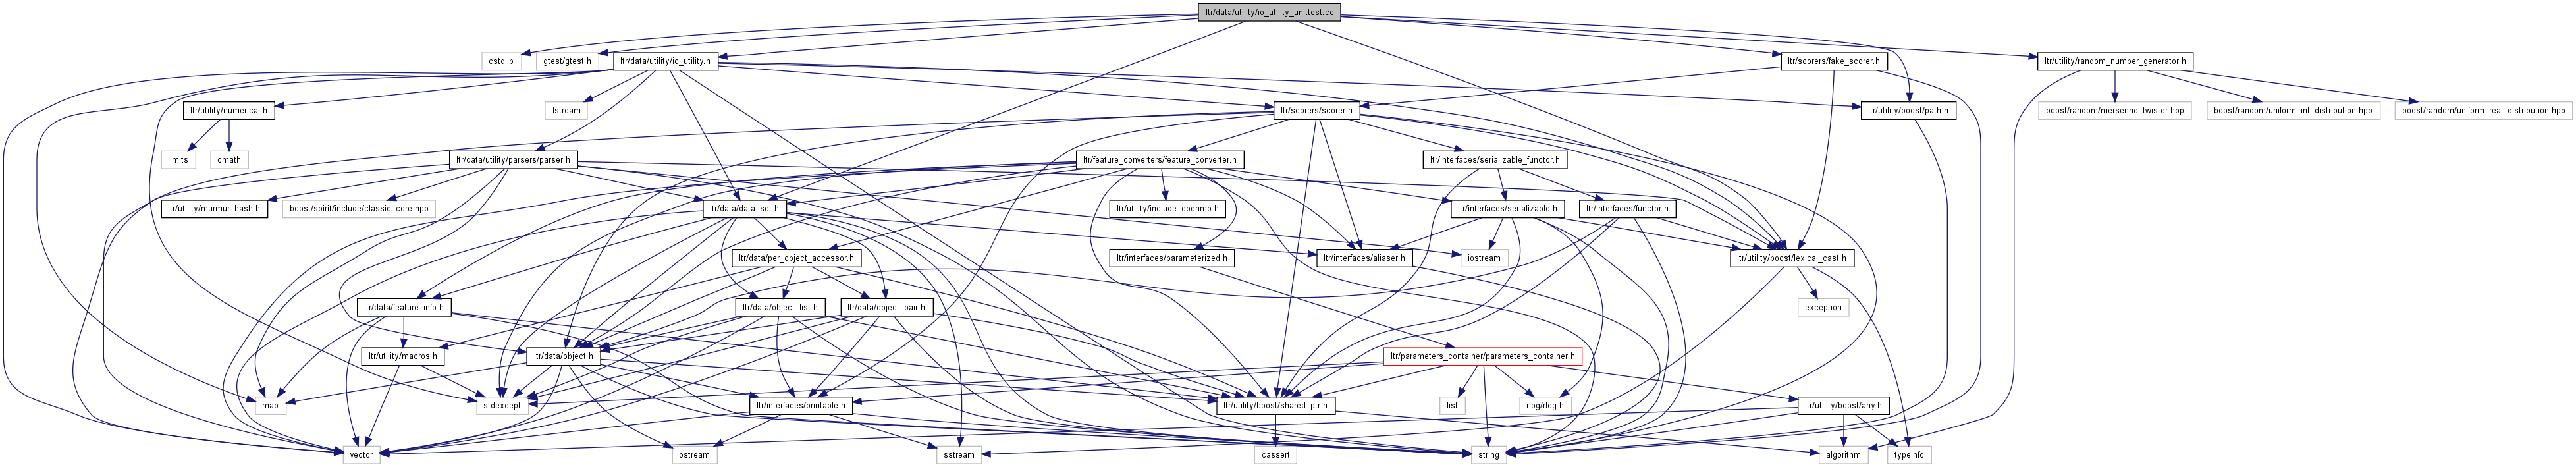 ltr/data/utility/io_utility_unittest.cc
cstdlib
gtest/gtest.h
ltr/data/utility/io_utility.h
ltr/scorers/fake_scorer.h
ltr/utility/random_number_generator.h
ltr/utility/numerical.h
fstream
ltr/scorers/scorer.h
ltr/utility/boost/path.h
boost/random/mersenne_twister.hpp
boost/random/uniform_int_distribution.hpp
boost/random/uniform_real_distribution.hpp
limits
cmath
ltr/data/utility/parsers/parser.h
ltr/feature_converters/feature_converter.h
ltr/interfaces/serializable_functor.h
ltr/utility/murmur_hash.h
boost/spirit/include/classic_core.hpp
ltr/data/data_set.h
ltr/utility/include_openmp.h
ltr/interfaces/serializable.h
ltr/interfaces/functor.h
ltr/data/per_object_accessor.h
ltr/interfaces/parameterized.h
ltr/interfaces/aliaser.h
iostream
ltr/utility/boost/lexical_cast.h
ltr/data/feature_info.h
ltr/data/object_list.h
ltr/data/object_pair.h
exception
ltr/utility/macros.h
ltr/data/object.h
ltr/parameters_container/parameters_container.h
map
stdexcept
ltr/interfaces/printable.h
ltr/utility/boost/shared_ptr.h
list
rlog/rlog.h
ltr/utility/boost/any.h
vector
ostream
sstream
cassert
string
algorithm
typeinfo